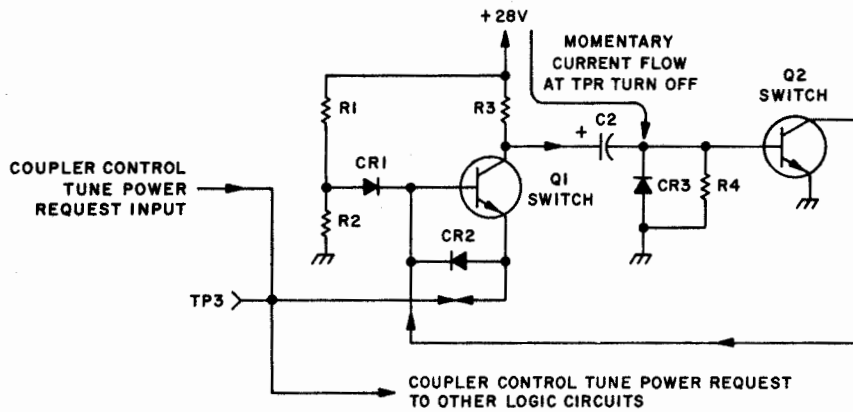 +28V
MOMENTARY
CURRENT FLOW
AT TPR TURN OFF
Q2
SWITCH
R1
R3
+
C2
COUPLER CONTROL
TUNE POWER
REQUEST INPUT
CR1
Q1
SWITCH
CR3
R4
R2
CR2
TP3
COUPLER CONTROL TUNE POWER REQUEST
TO OTHER LOGIC CIRCUITS